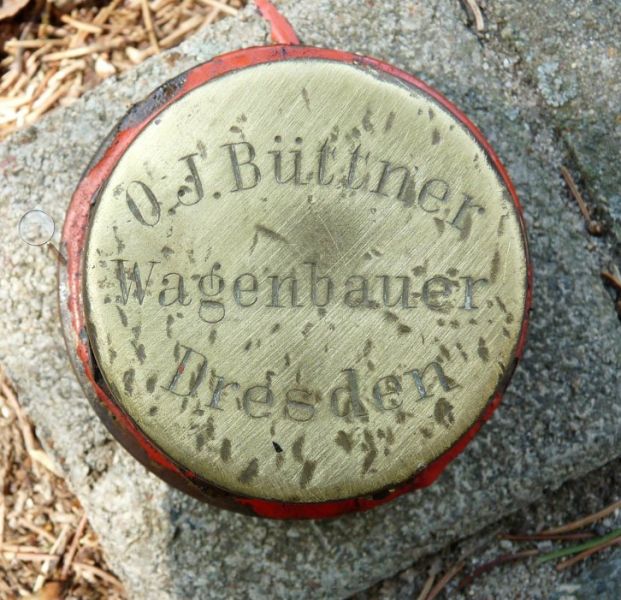 O.J. Büttner
Wagenbauer
Dresden